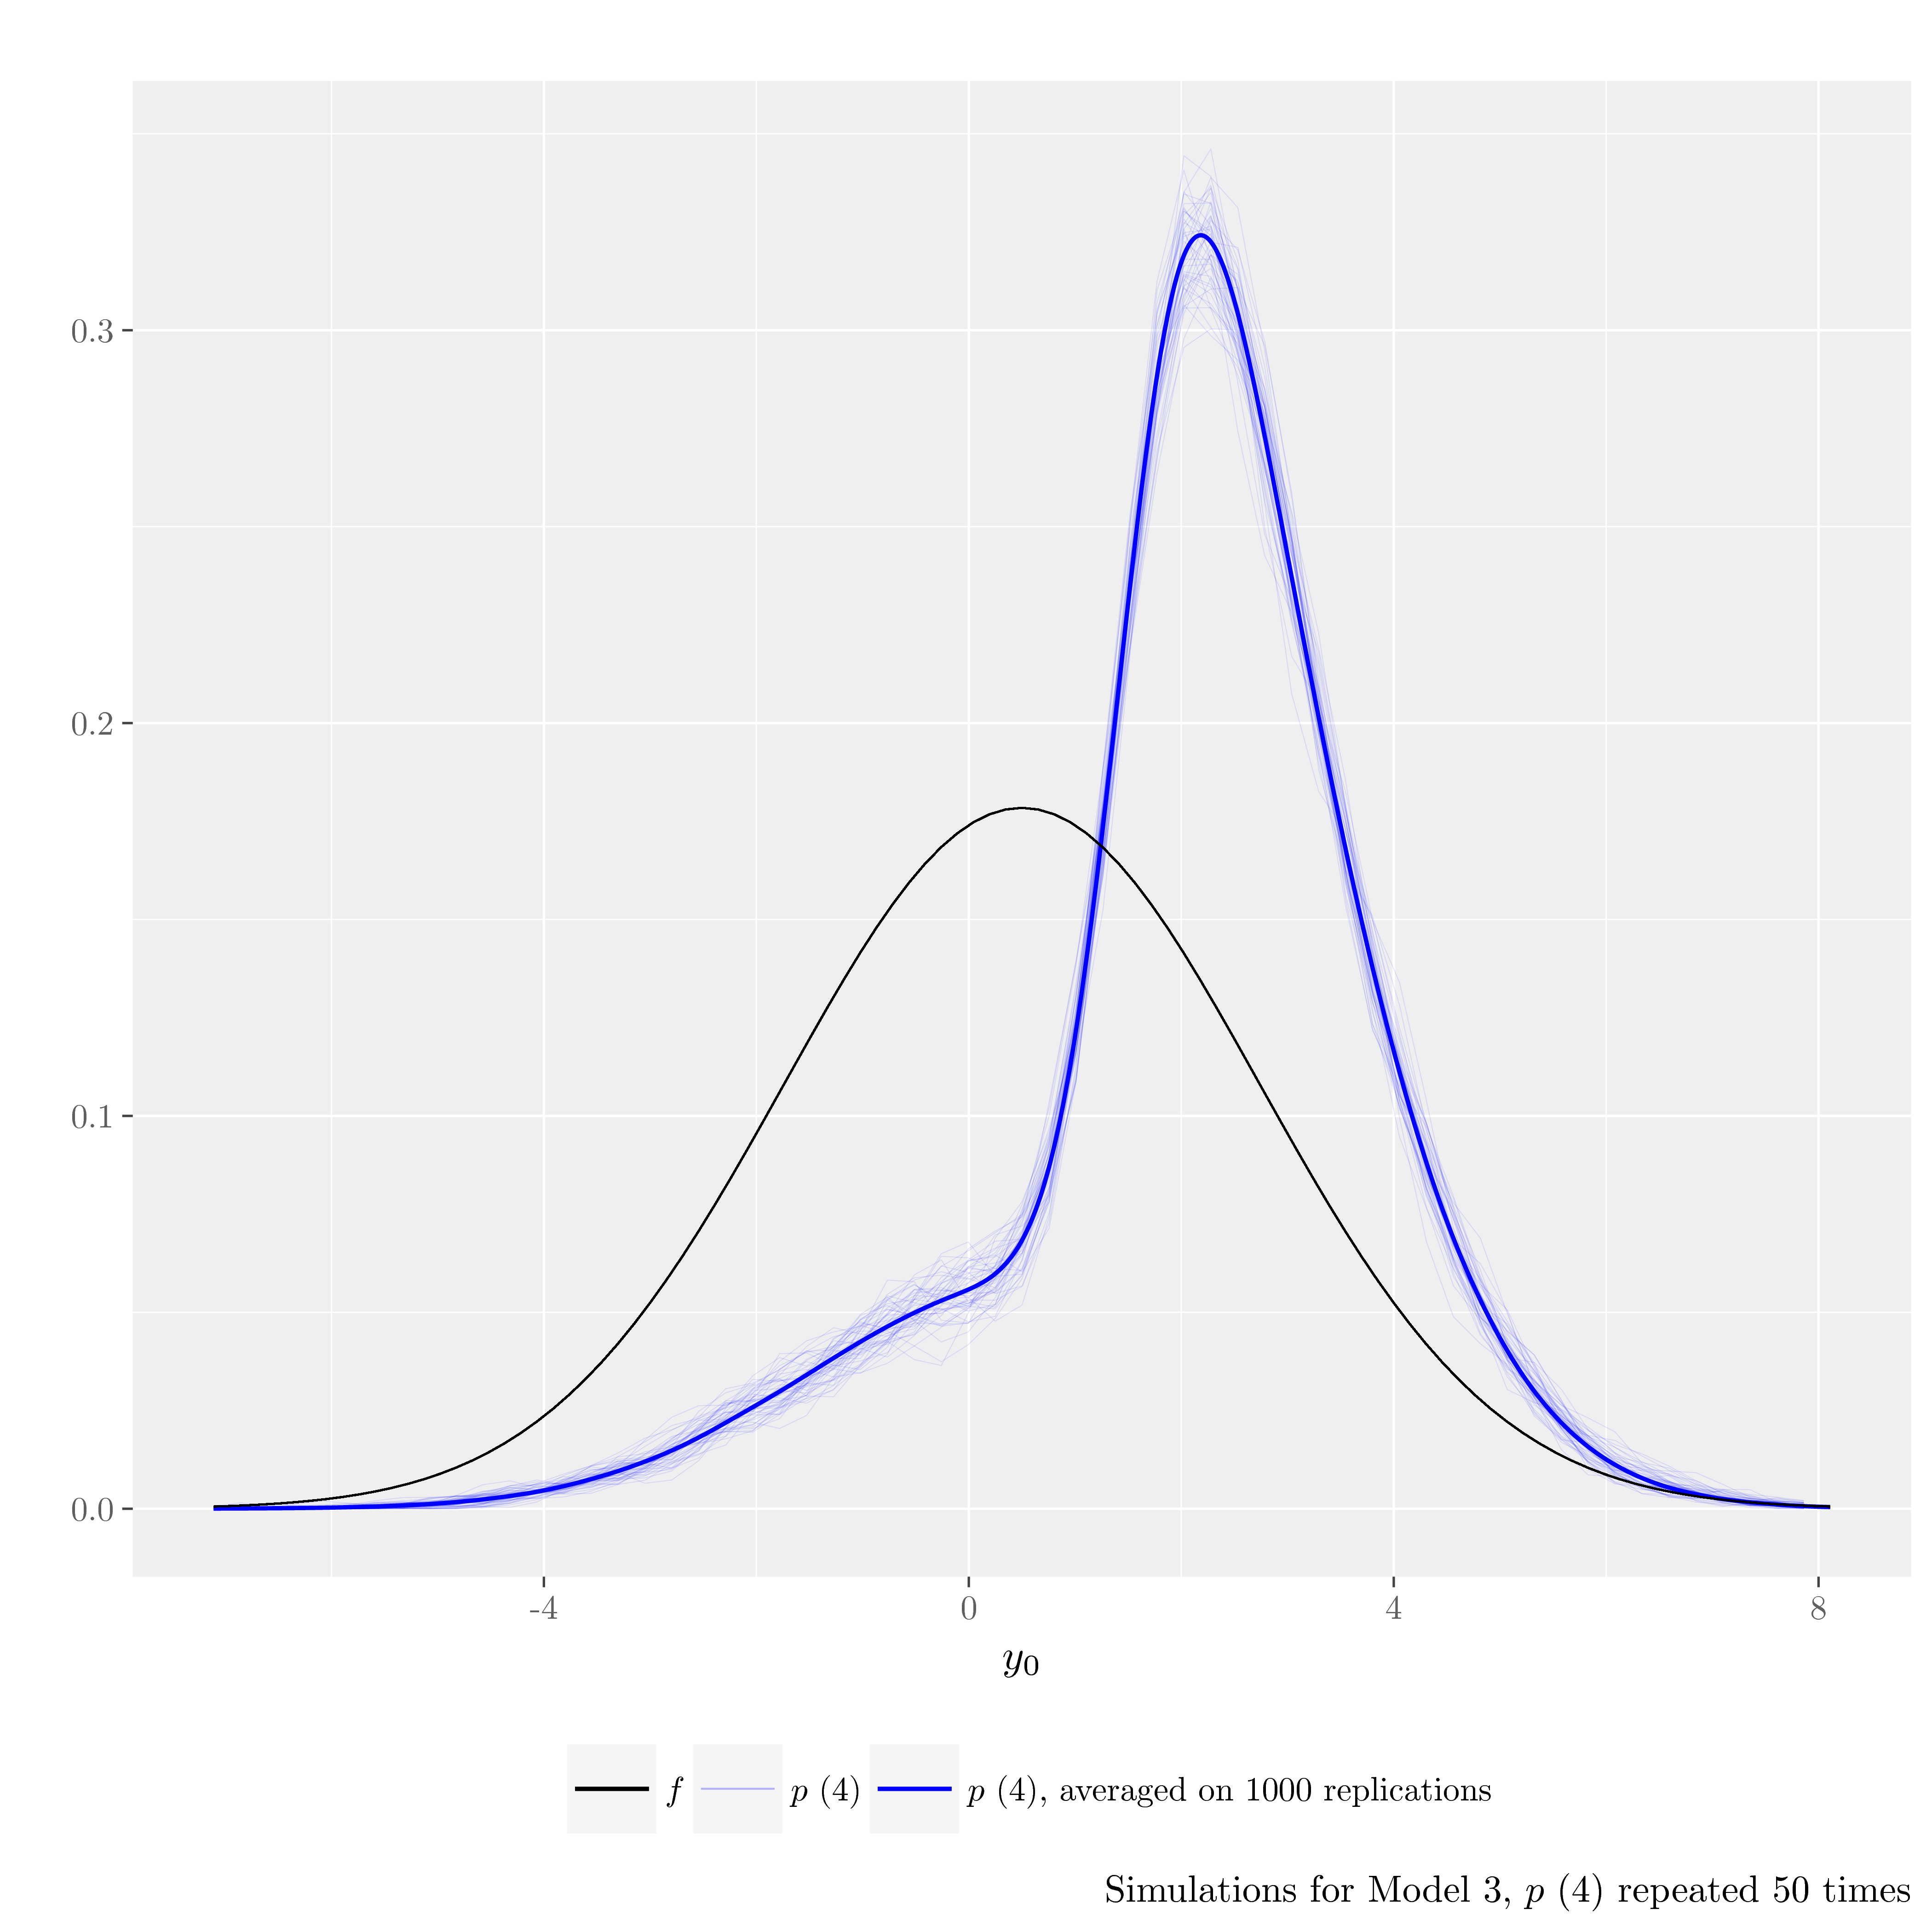 0.3
0.2
0.1
0.0
-4 0 4 8
y₀
f p (4) p (4), averaged on 1000 replications
Simulations for Model 3, p (4) repeated 50 times